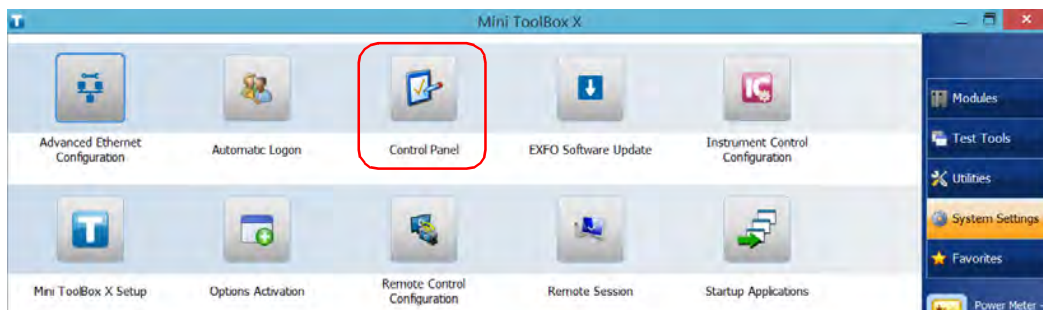 Mini ToolBox X
Advanced Ethernet
Configuration
Automatic Logon
Control Panel
EXFO Software Update
Instrument Control
Configuration
Mini ToolBox X Setup
Options Activation
Remote Control
Configuration
Remote Session
Startup Applications
Modules
Test Tools
Utilities
System Settings
Favorites
Power Meter -